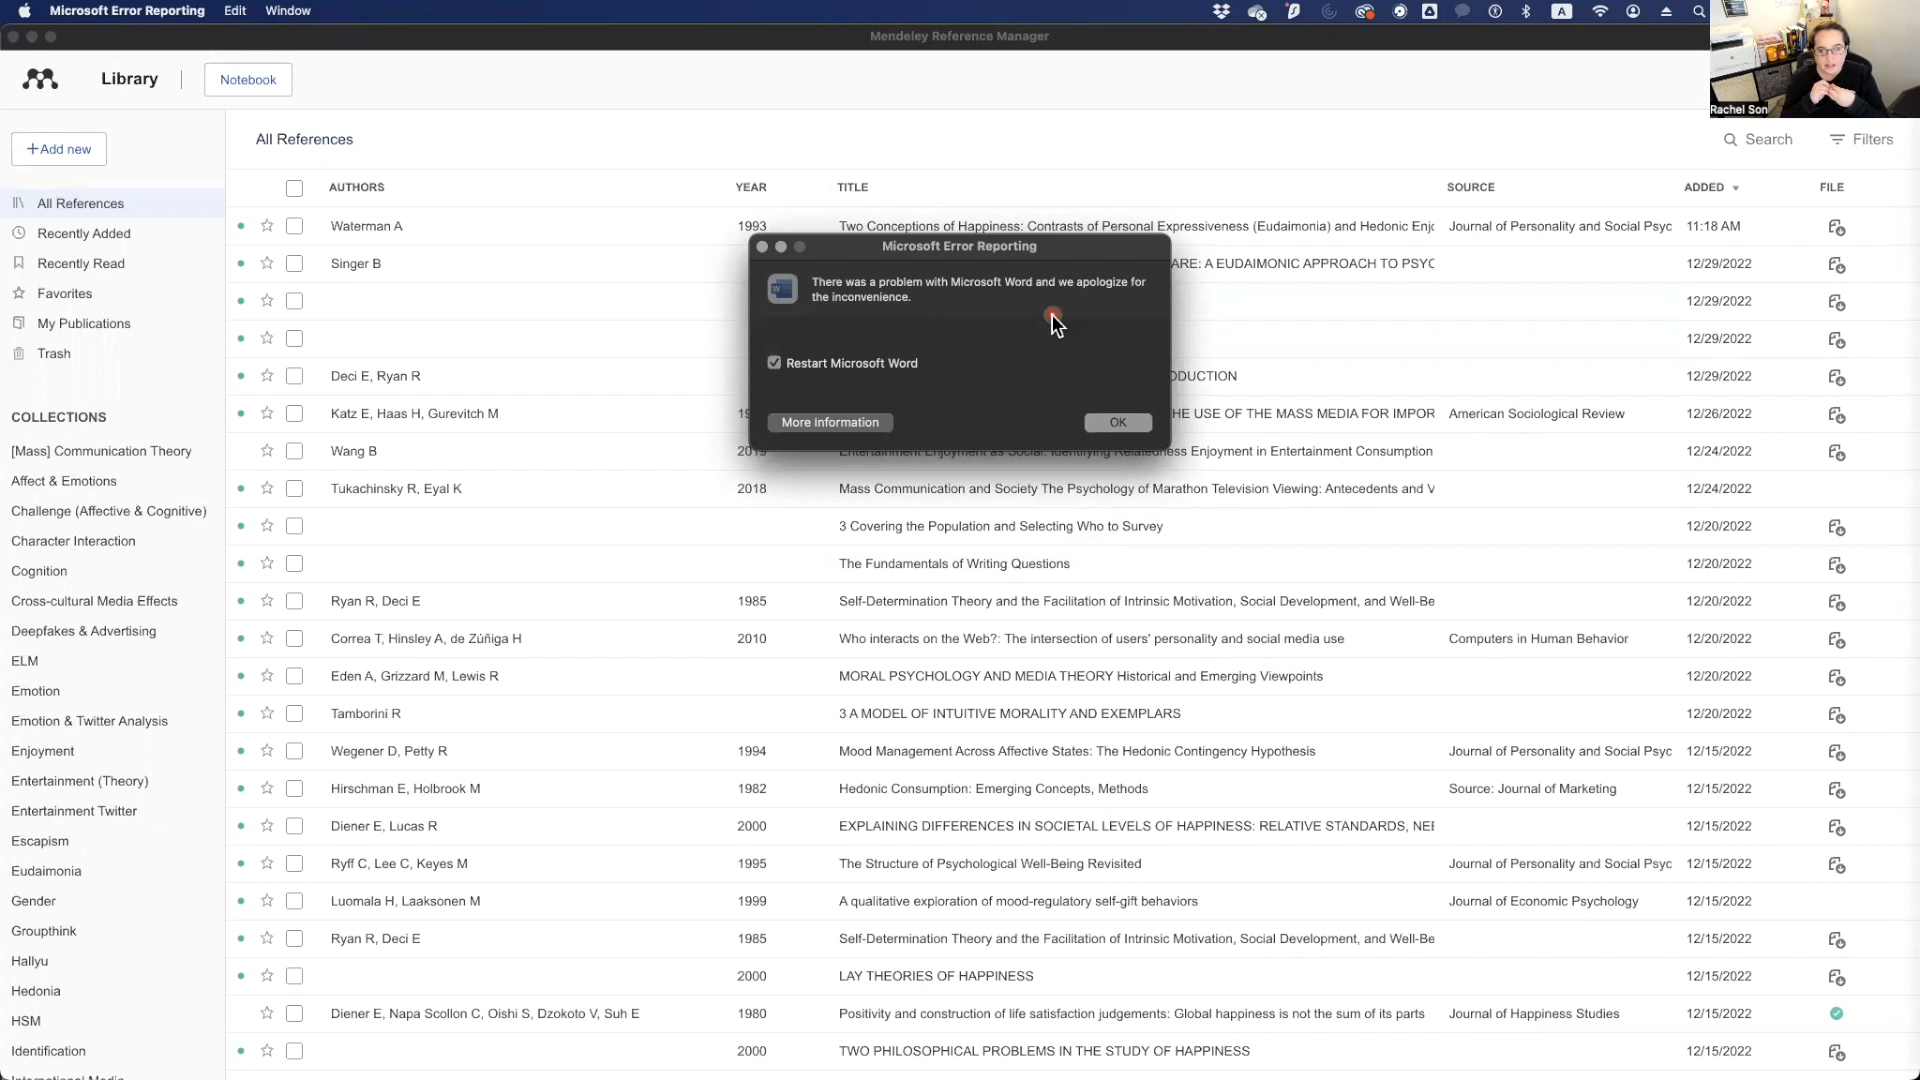 Microsoft Error Reporting Edit Window
A
Mendeley Reference Manager
Rachel Son
Library Notebook
+ Add new
All References
Recently Added
Recently Read
Favorites
My Publications
Trash
COLLECTIONS
[Mass] Communication Theory
Affect & Emotions
Challenge (Affective & Cognitive)
Character Interaction
Cognition
Cross-cultural Media Effects
Deepfakes & Advertising
ELM
Emotion
Emotion & Twitter Analysis
Enjoyment
Entertainment (Theory)
Entertainment Twitter
Escapism
Eudaimonia
Gender
Groupthink
Hallyu
Hedonia
HSM
Identification
All References Search Filters
AUTHORS YEAR TITLE SOURCE ADDED FILE
Waterman A 1993 Two Conceptions of Happiness: Contrasts of Personal Expressiveness (Eudaimonia) and Hedonic Enjc Journal of Personality and Social Psyc 11:18 AM
Singer B ARE: A EUDAIMONIC APPROACH TO PSYC 12/29/2022
12/29/2022
12/29/2022
Deci E, Ryan R 12/29/2022
Katz E, Haas H, Gurevitch M HE USE OF THE MASS MEDIA FOR IMPOR American Sociological Review 12/26/2022
Wang B 2019 Entertainment Enjoyment as Social: Identifying Relatedness Enjoyment in Entertainment Consumption 12/24/2022
Tukachinsky R, Eyal K 2018 Mass Communication and Society The Psychology of Marathon Television Viewing: Antecedents and V 12/24/2022
3 Covering the Population and Selecting Who to Survey 12/20/2022
The Fundamentals of Writing Questions 12/20/2022
Ryan R, Deci E 1985 Self-Determination Theory and the Facilitation of Intrinsic Motivation, Social Development, and Well-Be 12/20/2022
Correa T, Hinsley A, de Zúñiga H 2010 Who interacts on the Web?: The intersection of users' personality and social media use Computers in Human Behavior 12/20/2022
Eden A, Grizzard M, Lewis R MORAL PSYCHOLOGY AND MEDIA THEORY Historical and Emerging Viewpoints 12/20/2022
Tamborini R 3 A MODEL OF INTUITIVE MORALITY AND EXEMPLARS 12/20/2022
Wegener D, Petty R 1994 Mood Management Across Affective States: The Hedonic Contingency Hypothesis Journal of Personality and Social Psyc 12/15/2022
Hirschman E, Holbrook M 1982 Hedonic Consumption: Emerging Concepts, Methods Source: Journal of Marketing 12/15/2022
Diener E, Lucas R 2000 EXPLAINING DIFFERENCES IN SOCIETAL LEVELS OF HAPPINESS: RELATIVE STANDARDS, NEE 12/15/2022
Ryff C, Lee C, Keyes M 1995 The Structure of Psychological Well-Being Revisited Journal of Personality and Social Psyc 12/15/2022
Luomala H, Laaksonen M 1999 A qualitative exploration of mood-regulatory self-gift behaviors Journal of Economic Psychology 12/15/2022
Ryan R, Deci E 1985 Self-Determination Theory and the Facilitation of Intrinsic Motivation, Social Development, and Well-Be 12/15/2022
2000 LAY THEORIES OF HAPPINESS 12/15/2022
Diener E, Napa Scollon C, Oishi S, Dzokoto V, Suh E 1980 Positivity and construction of life satisfaction judgements: Global happiness is not the sum of its parts Journal of Happiness Studies 12/15/2022
2000 TWO PHILOSOPHICAL PROBLEMS IN THE STUDY OF HAPPINESS 12/15/2022
Microsoft Error Reporting
There was a problem with Microsoft Word and we apologize for
the inconvenience.
Restart Microsoft Word
More Information OK